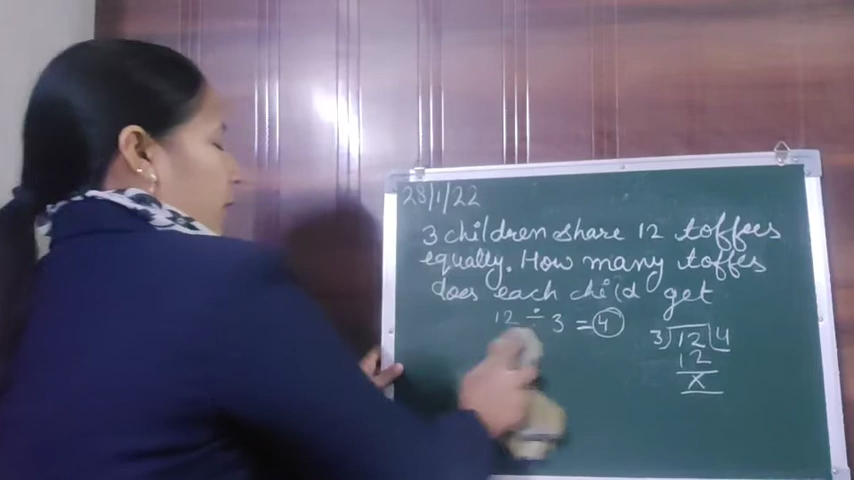 28/1/22
3 children share 12 toffees
equally. How many toffes
does each child get
12 ÷ 3 = 4
3)12(4
12
x